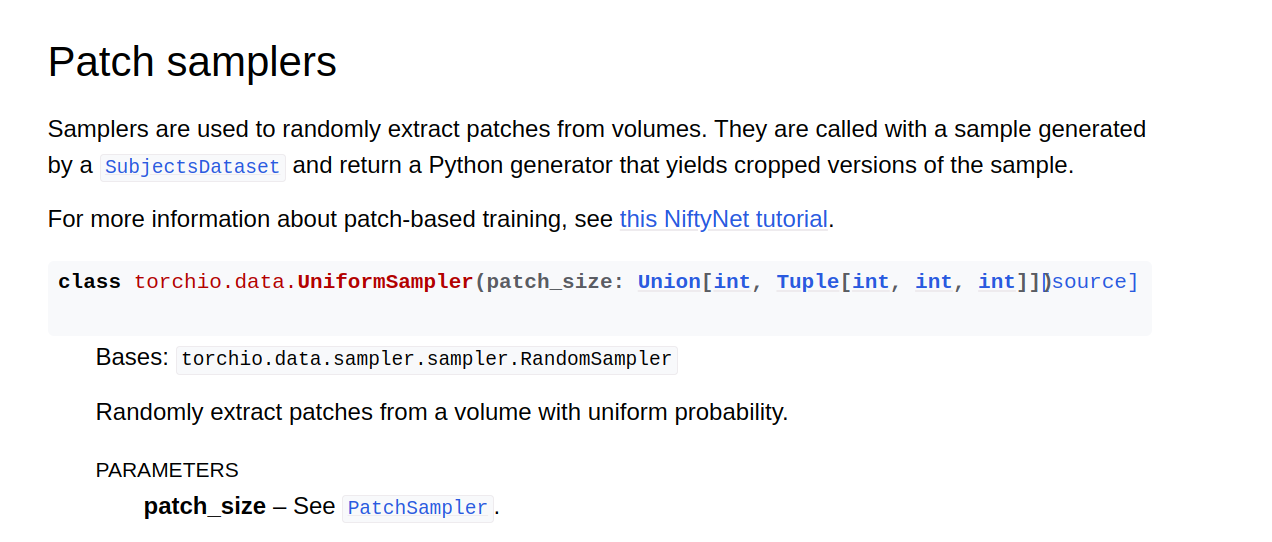 Patch samplers
Samplers are used to randomly extract patches from volumes. They are called with a sample generated
by a SubjectsDataset and return a Python generator that yields cropped versions of the sample.
For more information about patch-based training, see this NiftyNet tutorial.
class torchio.data.UniformSampler(patch_size: Union[int, Tuple[int, int, int]])[source]
Bases: torchio.data.sampler.sampler.RandomSampler
Randomly extract patches from a volume with uniform probability.
PARAMETERS
patch_size – See PatchSampler.